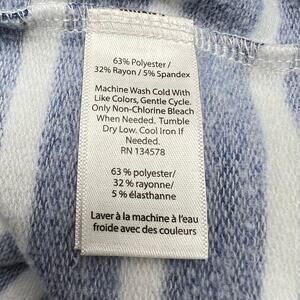 63% Polyester /
32% Rayon / 5% Spandex
Machine Wash Cold With
Like Colors, Gentle Cycle.
Only Non-Chlorine Bleach
When Needed. Tumble
Dry Low. Cool Iron If
Needed.
RN 134578
63 % polyester/
32 % rayonne/
5 % élasthanne
Laver à la machine à l'eau
froide avec des couleurs